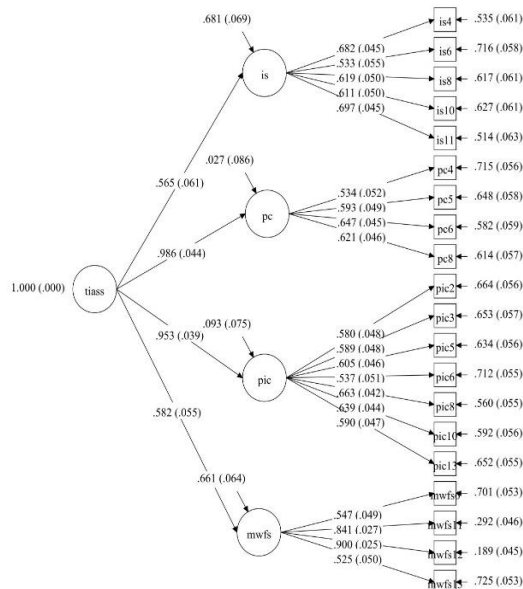 .681 (.069)
is
.682 (.045)
.533 (.055)
.619 (.050)
.611 (.050)
.697 (.045)
is4
.535 (.061)
is6
.716 (.058)
is8
.617 (.061)
is10
.627 (.061)
is11
.514 (.063)
.565 (.061)
.027 (.086)
pc
.534 (.052)
.593 (.049)
.647 (.045)
.621 (.046)
pc4
.715 (.056)
pc5
.648 (.058)
pc6
.582 (.059)
pc8
.614 (.057)
.986 (.044)
1.000 (.000)
tiass
.953 (.039)
.093 (.075)
pic
.580 (.048)
.589 (.048)
.605 (.046)
.537 (.051)
.663 (.042)
.639 (.044)
.590 (.047)
pic2
.664 (.056)
pic3
.653 (.057)
pic5
.634 (.056)
pic6
.712 (.055)
pic8
.560 (.055)
pic10
.592 (.056)
pic13
.652 (.055)
.582 (.055)
.661 (.064)
mwfs
.547 (.049)
.841 (.027)
.900 (.025)
.525 (.050)
.701 (.053)
mwfs11
.292 (.046)
mwfs12
.189 (.045)
mwfs15
.725 (.053)